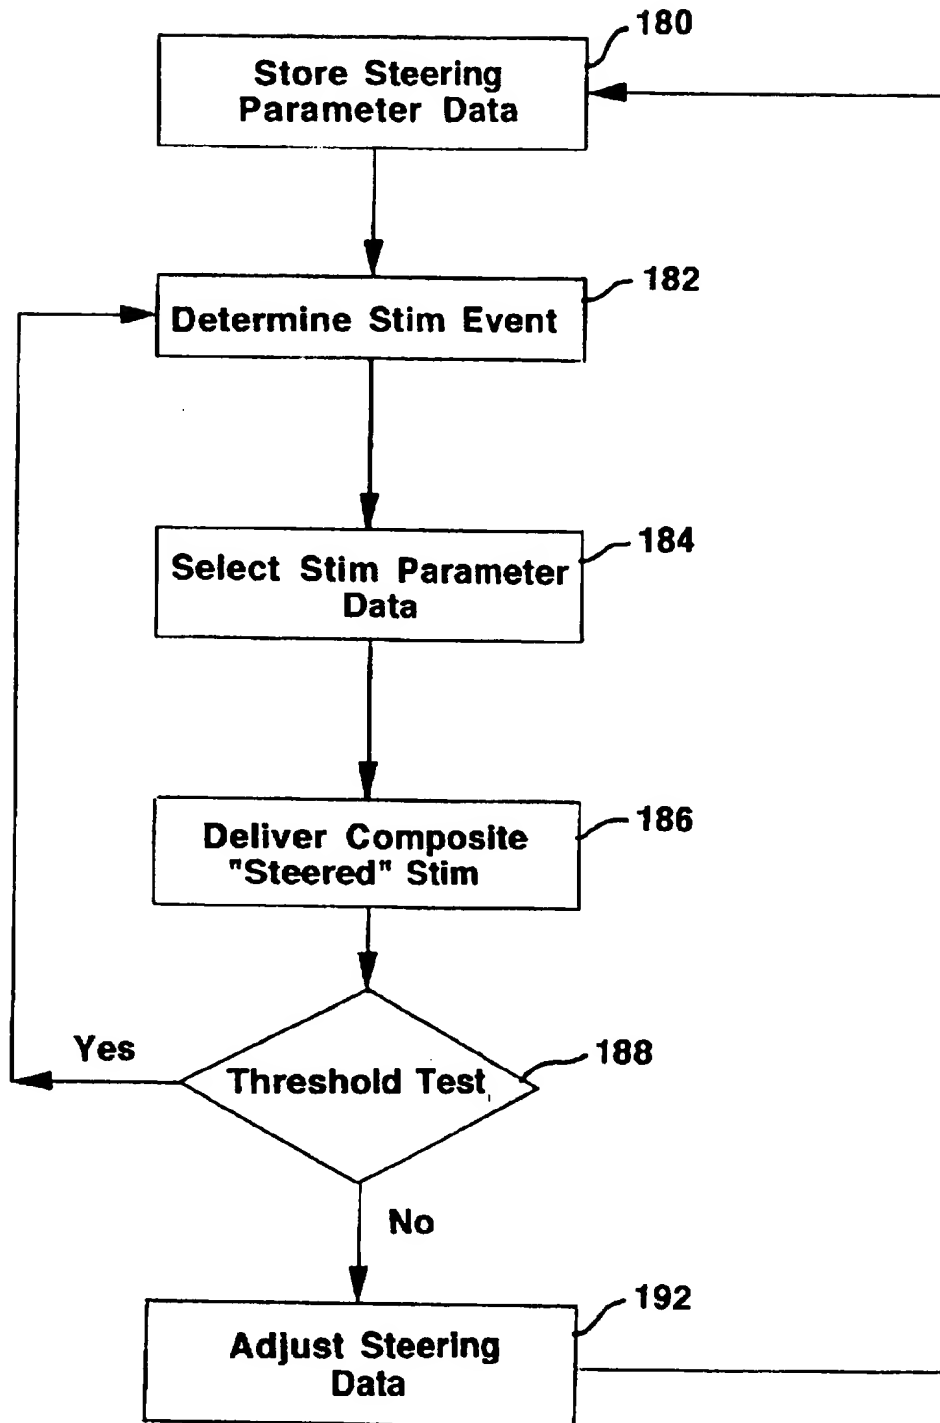 180
Store Steering
Parameter Data
182
Determine Stim Event
184
Select Stim Parameter
Data
186
Deliver Composite
"Steered" Stim
188
Yes
Threshold Test
No
192
Adjust Steering
Data